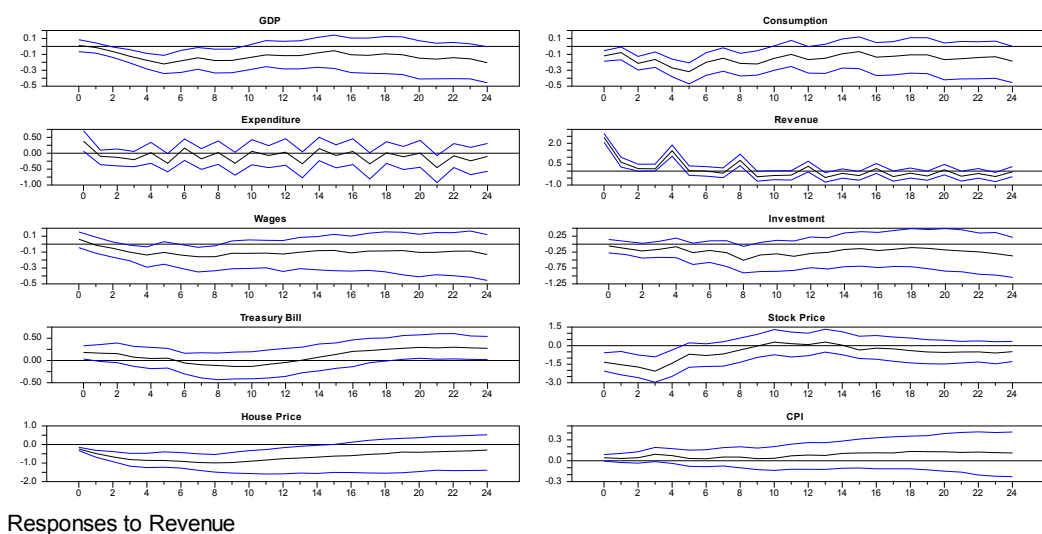 GDP Consumption
0.1 0.1
-0.1 -0.1
-0.3 -0.3
-0.5 -0.5
0 2 4 6 8 10 12 14 16 18 20 22 24 0 2 4 6 8 10 12 14 16 18 20 22 24
Expenditure Revenue
0.50 2.0
0.00 0.5
-0.50 -1.0
-1.00
0 2 4 6 8 10 12 14 16 18 20 22 24 0 2 4 6 8 10 12 14 16 18 20 22 24
Wages Investment
0.1 0.25
-0.1 -0.25
-0.3 -0.75
-0.5 -1.25
0 2 4 6 8 10 12 14 16 18 20 22 24 0 2 4 6 8 10 12 14 16 18 20 22 24
Treasury Bill Stock Price
0.50 1.5
0.00 0.0
-0.50 -1.5
-3.0
0 2 4 6 8 10 12 14 16 18 20 22 24 0 2 4 6 8 10 12 14 16 18 20 22 24
House Price CPI
1.0 0.3
0.0 0.0
-1.0 -0.3
-2.0
0 2 4 6 8 10 12 14 16 18 20 22 24 0 2 4 6 8 10 12 14 16 18 20 22 24
Responses to Revenue